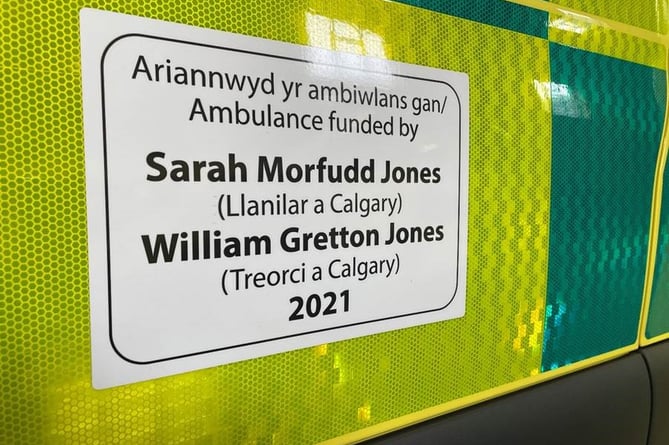 Ariannwyd yr ambiwlans gan/
Ambulance funded by
Sarah Morfudd Jones
(Llanilar a Calgary)
William Gretton Jones
(Treorci a Calgary)
2021